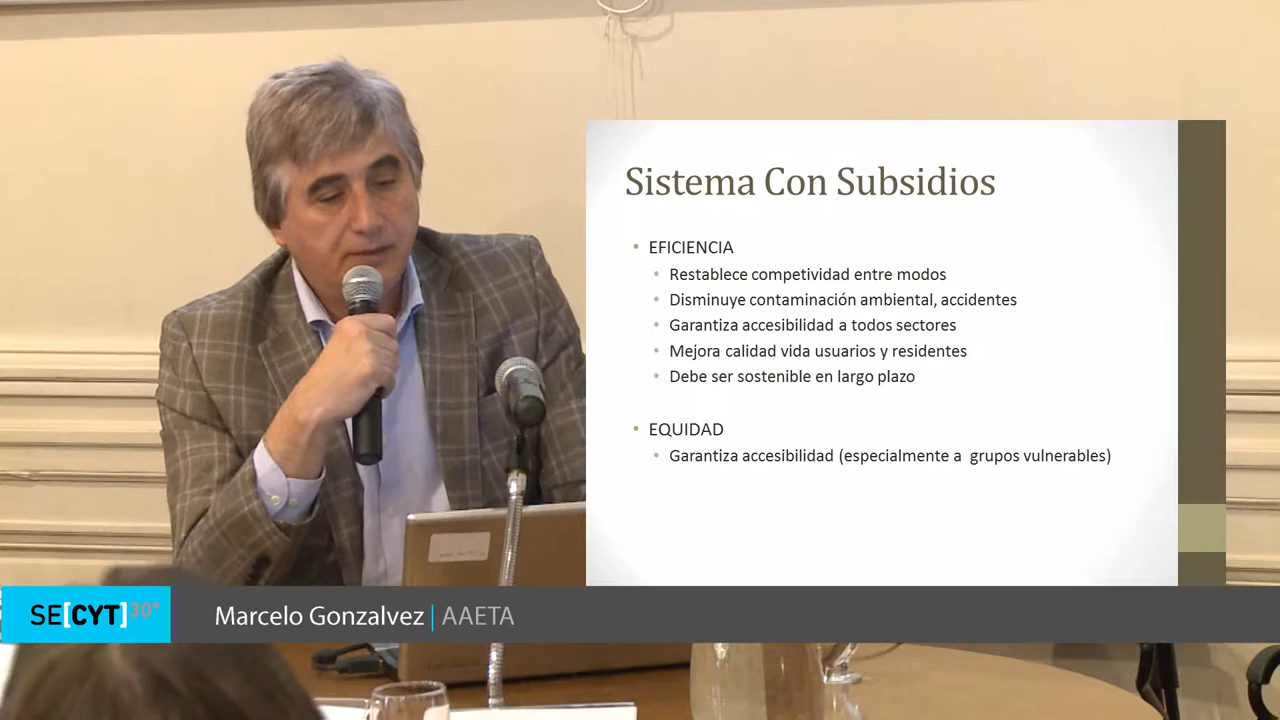 Sistema Con Subsidios
• EFICIENCIA
• Restablece competividad entre modos
• Disminuye contaminación ambiental, accidentes
• Garantiza accesibilidad a todos sectores
• Mejora calidad vida usuarios y residentes
• Debe ser sostenible en largo plazo
• EQUIDAD
• Garantiza accesibilidad (especialmente a grupos vulnerables)
SE[CYT]30°
Marcelo Gonzalvez | AAETA